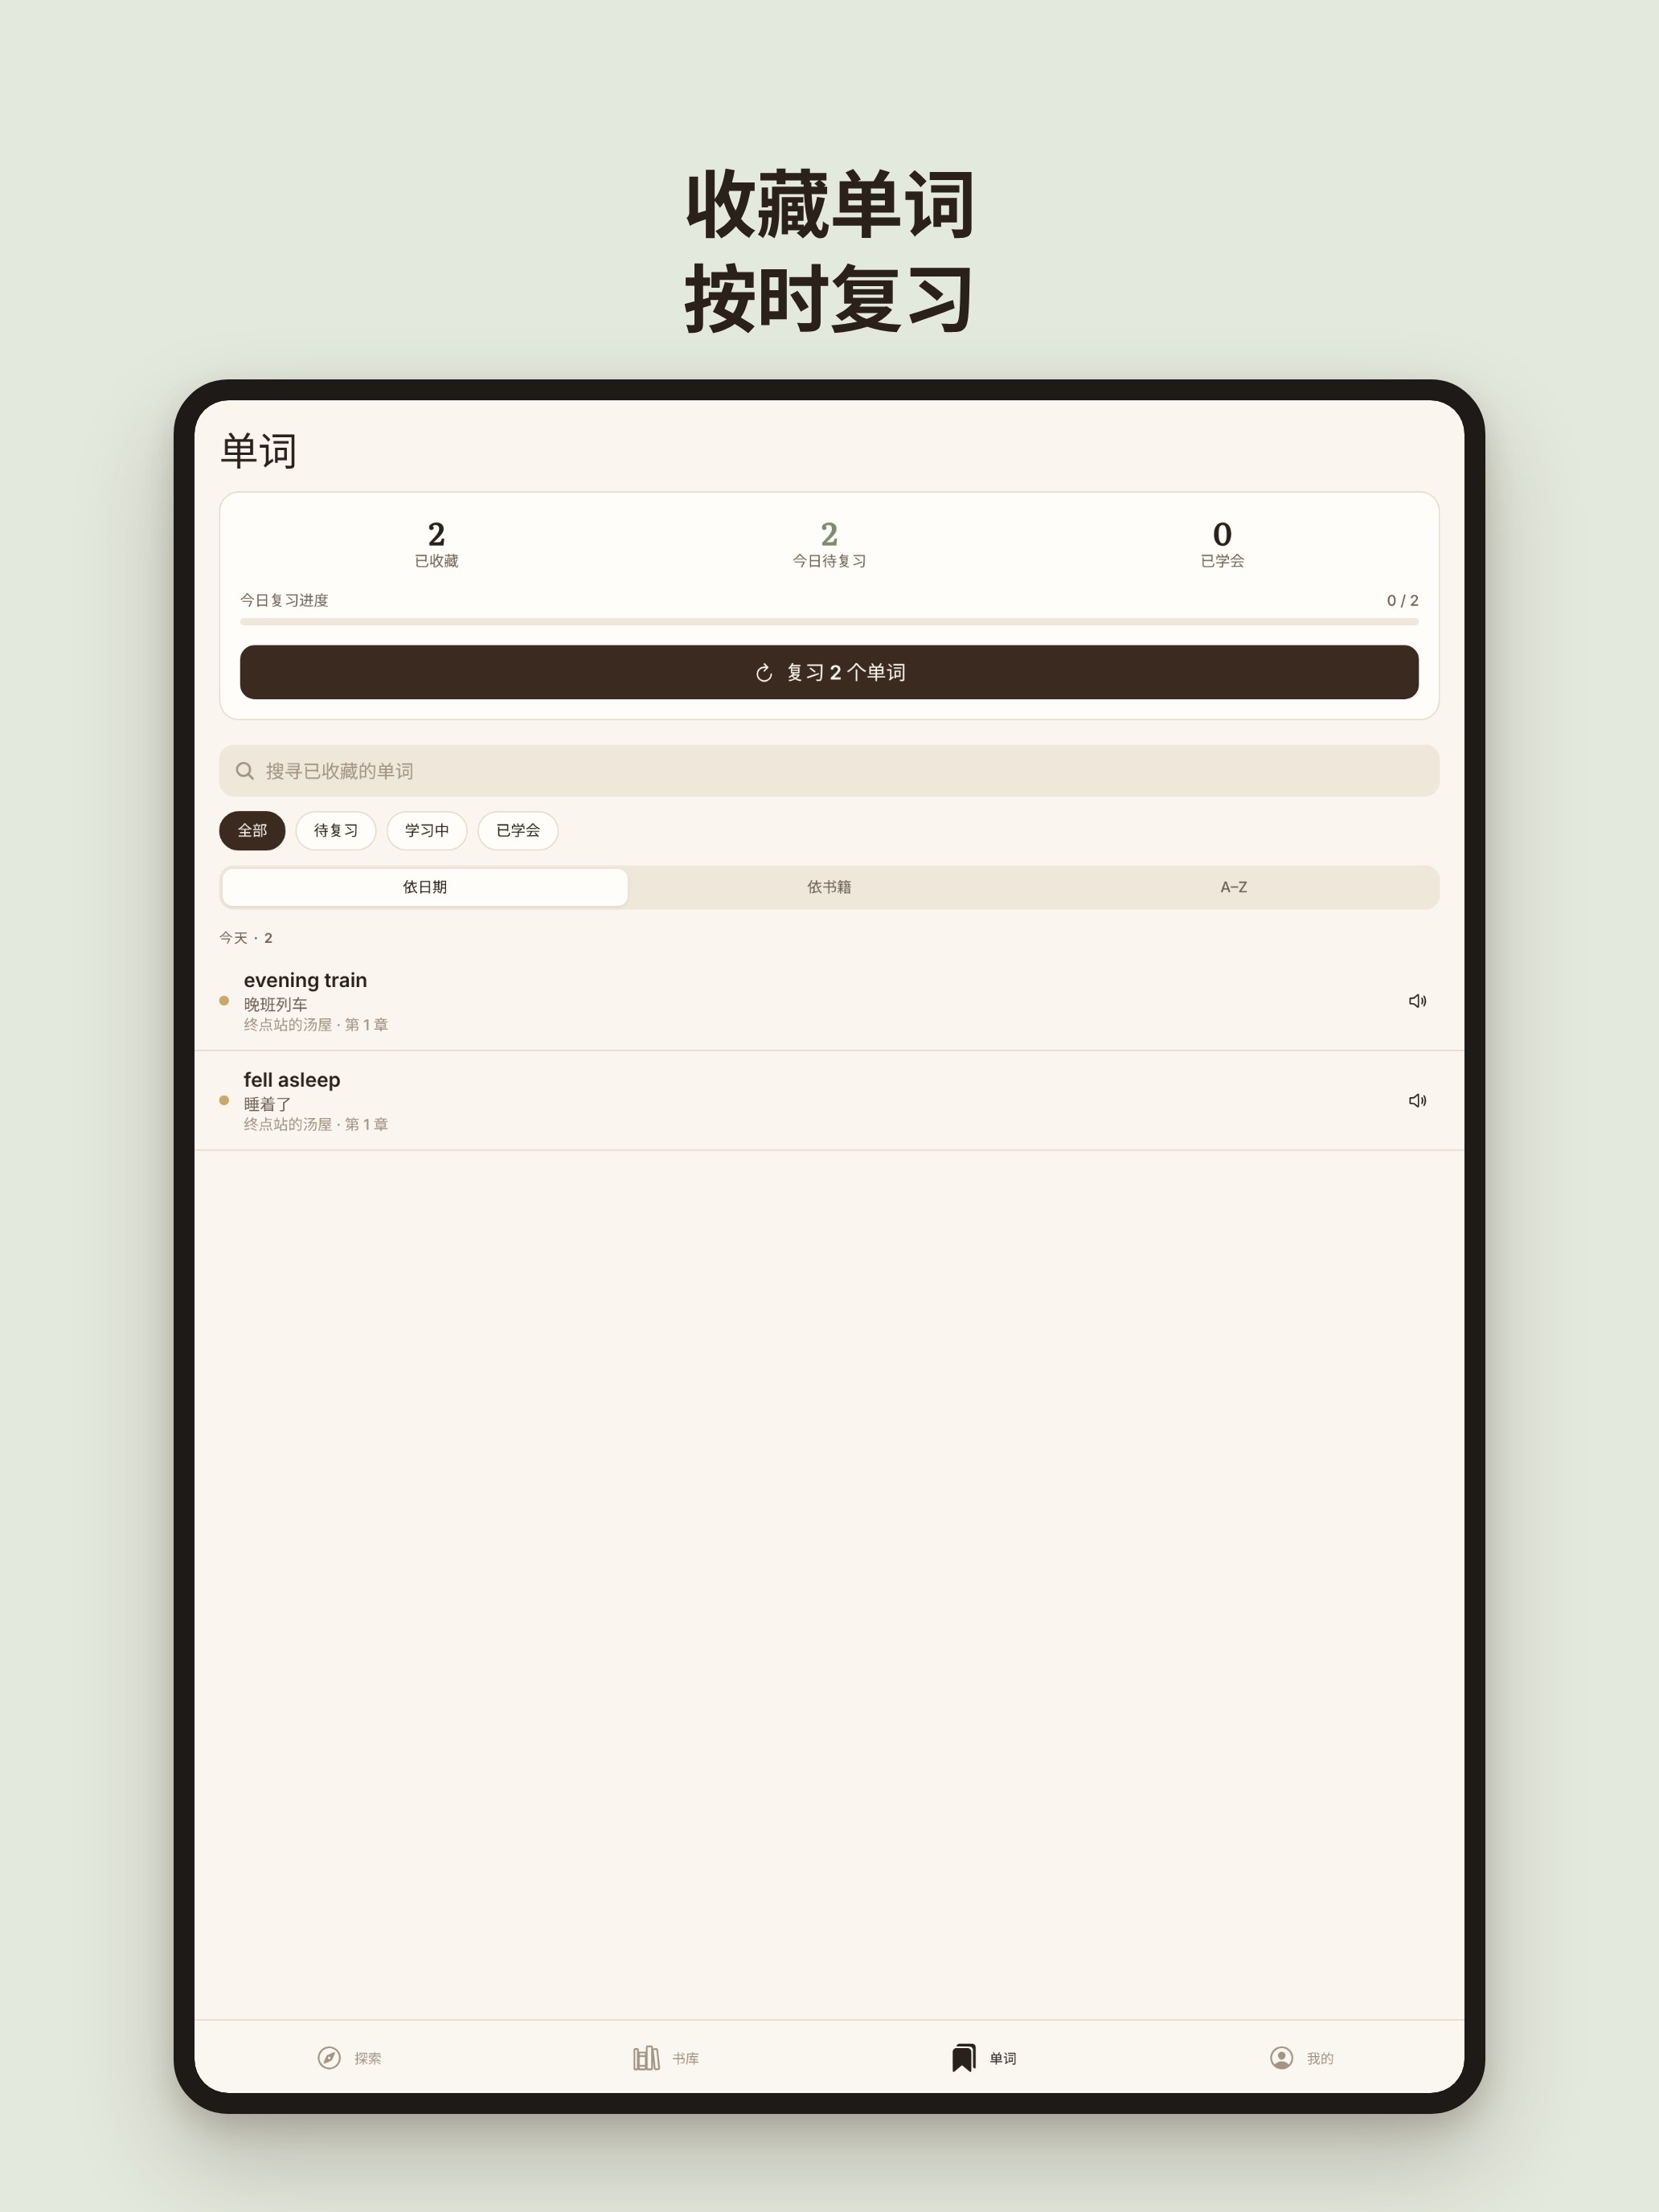 收藏单词
按时复习
单词
2
已收藏
2
今日待复习
0
已学会
今日复习进度
0 / 2
复习 2 个单词
搜寻已收藏的单词
全部
待复习
学习中
已学会
依日期
依书籍
A–Z
今天 · 2
evening train
晚班列车
终点站的汤屋 · 第 1 章
fell asleep
睡着了
终点站的汤屋 · 第 1 章
探索
书库
单词
我的